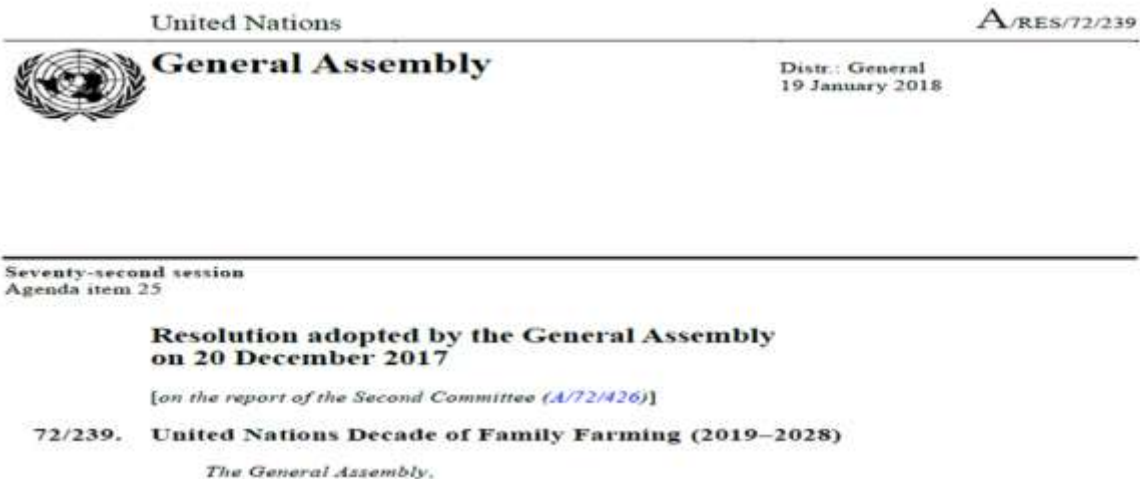 United Nations A/RES/72/239
General Assembly Distr.: General
19 January 2018
Seventy-second session
Agenda item 25
Resolution adopted by the General Assembly
on 20 December 2017
[on the report of the Second Committee (A/72/426)]
72/239. United Nations Decade of Family Farming (2019–2028)
The General Assembly,